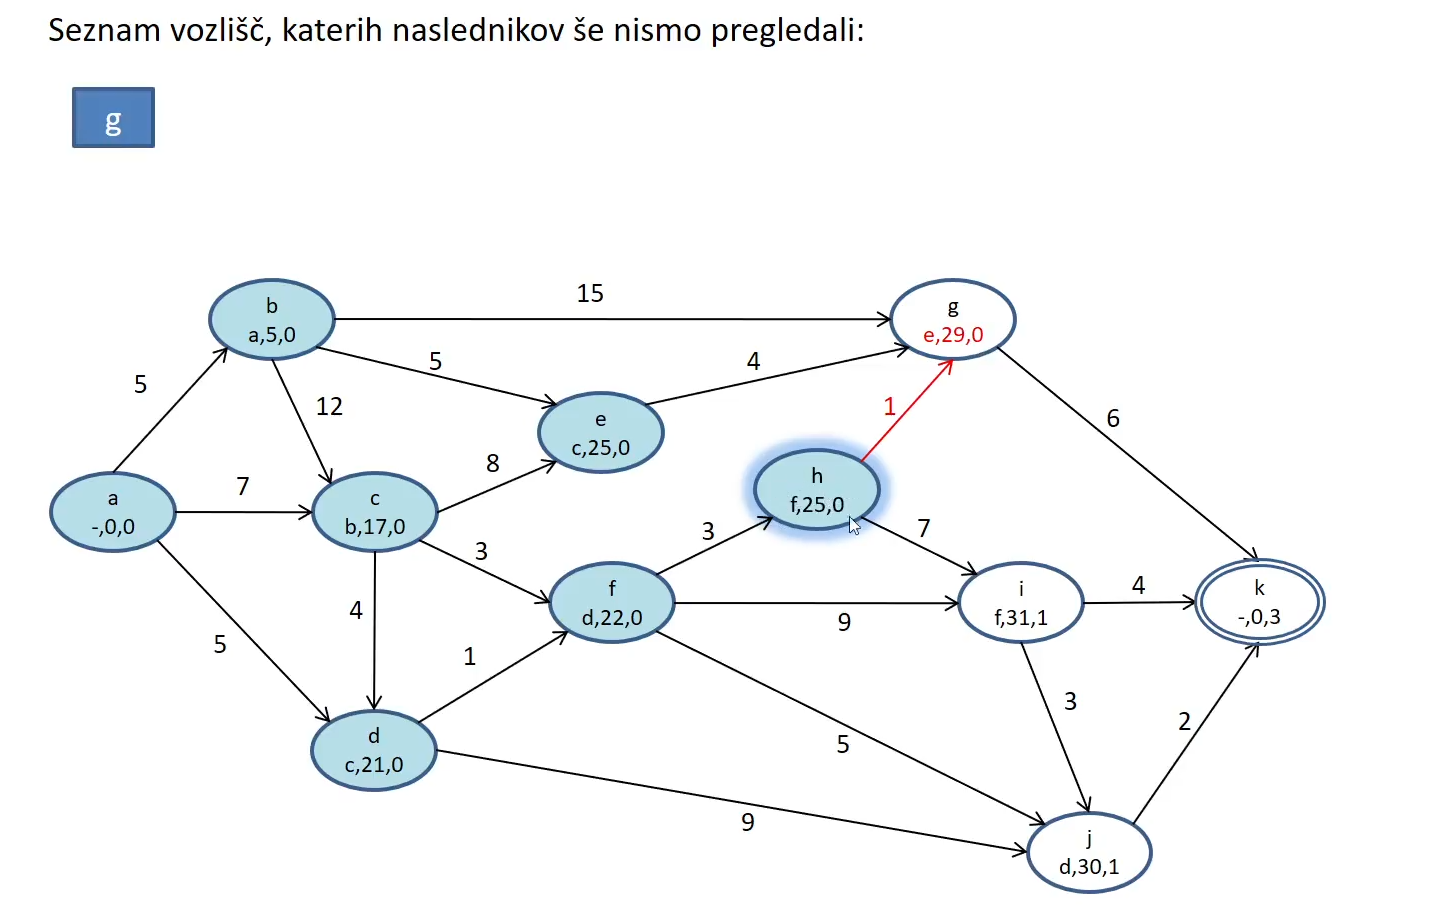 Seznam vozlišč, katerih naslednikov še nismo pregledali:
g
15
b
a,5,0
g
e,29,0
5
4
5
12
1
6
e
c,25,0
8
7
h
f,25,0
a
-,0,0
c
b,17,0
3
3
7
4
f
d,22,0
9
i
f,31,1
4
k
-,0,3
5
1
3
2
5
d
c,21,0
9
j
d,30,1